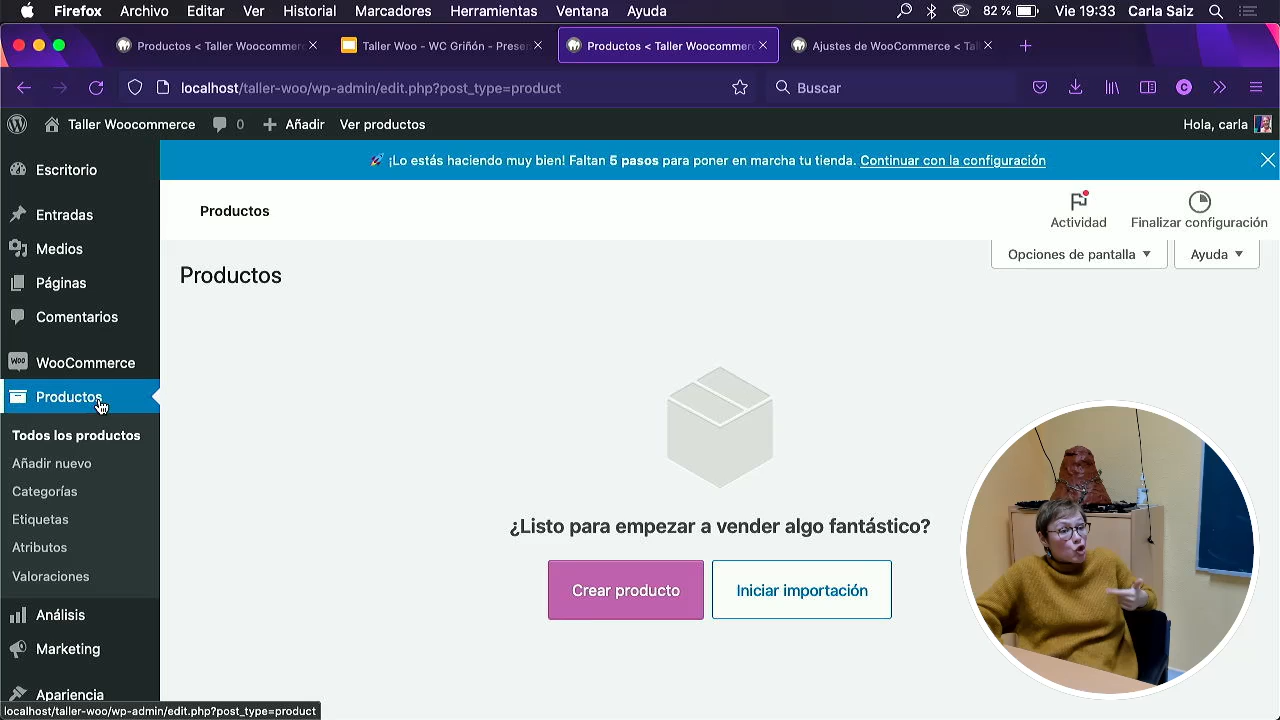 Firefox Archivo Editar Ver Historial Marcadores Herramientas Ventana Ayuda 82 % Vie 19:33 Carla Saiz
Productos < Taller Woocommer
Taller Woo - WC Griñón - Prese
Productos < Taller Woocommer
Ajustes de WooCommerce < Tal
localhost/taller-woo/wp-admin/edit.php?post_type=product
Buscar
Taller Woocommerce 0 Añadir Ver productos Hola, carla
🚀 ¡Lo estás haciendo muy bien! Faltan 5 pasos para poner en marcha tu tienda. Continuar con la configuración
Productos
Actividad
Finalizar configuración
Opciones de pantalla
Ayuda
Escritorio
Entradas
Medios
Páginas
Comentarios
WOO
WooCommerce
Productos
Todos los productos
Añadir nuevo
Categorías
Etiquetas
Atributos
Valoraciones
Análisis
Marketing
Apariencia
Productos
¿Listo para empezar a vender algo fantástico?
Crear producto
Iniciar importación
localhost/taller-woo/wp-admin/edit.php?post_type=product